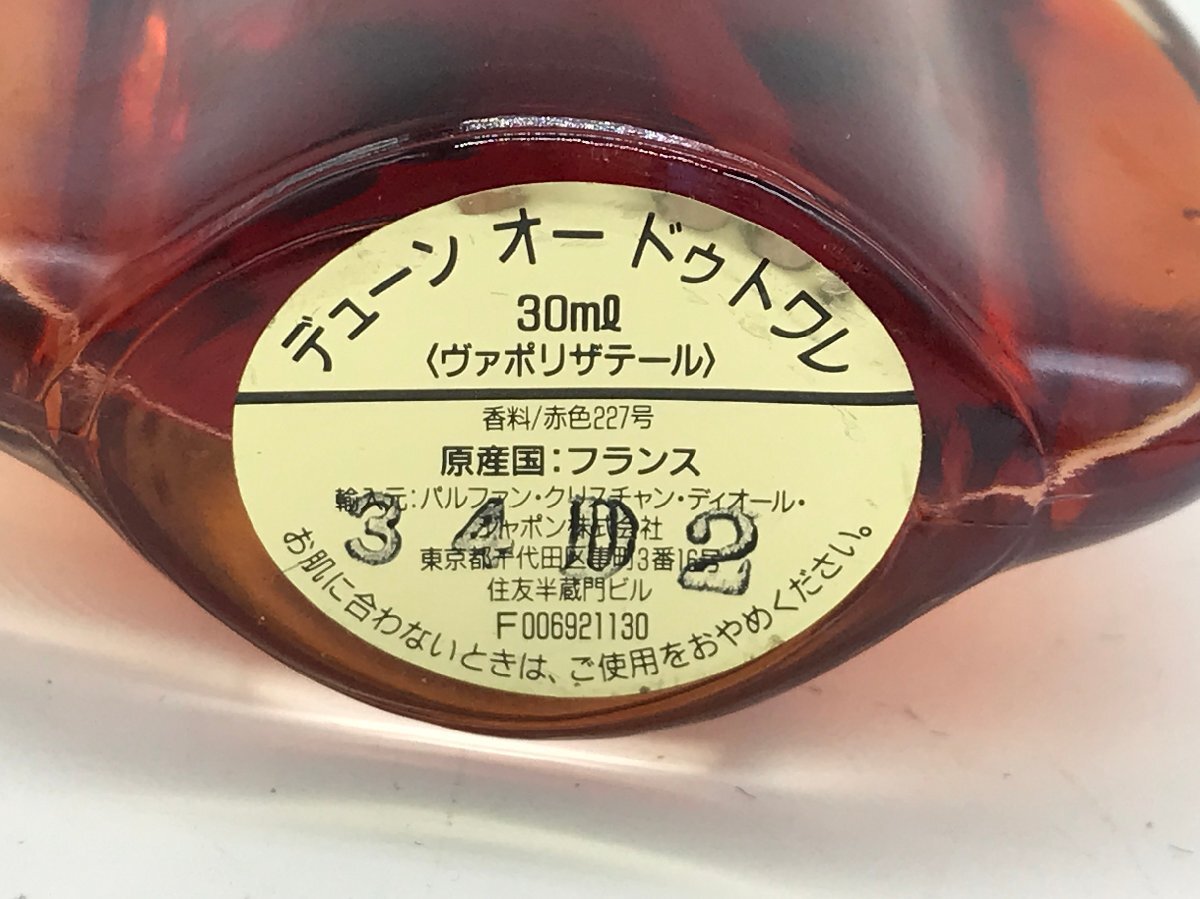 デューン オー ドゥトワレ
30ml
〈ヴァポリザテール〉
香料/赤色227号
原産国:フランス
輸入元:パルファン・クリスチャン・ディオール・
ジャポン株式会社
東京都千代田区麹町3番16号
住友半蔵門ビル
F006921130
お肌に合わないときは、ご使用をおやめください。
3 4 2